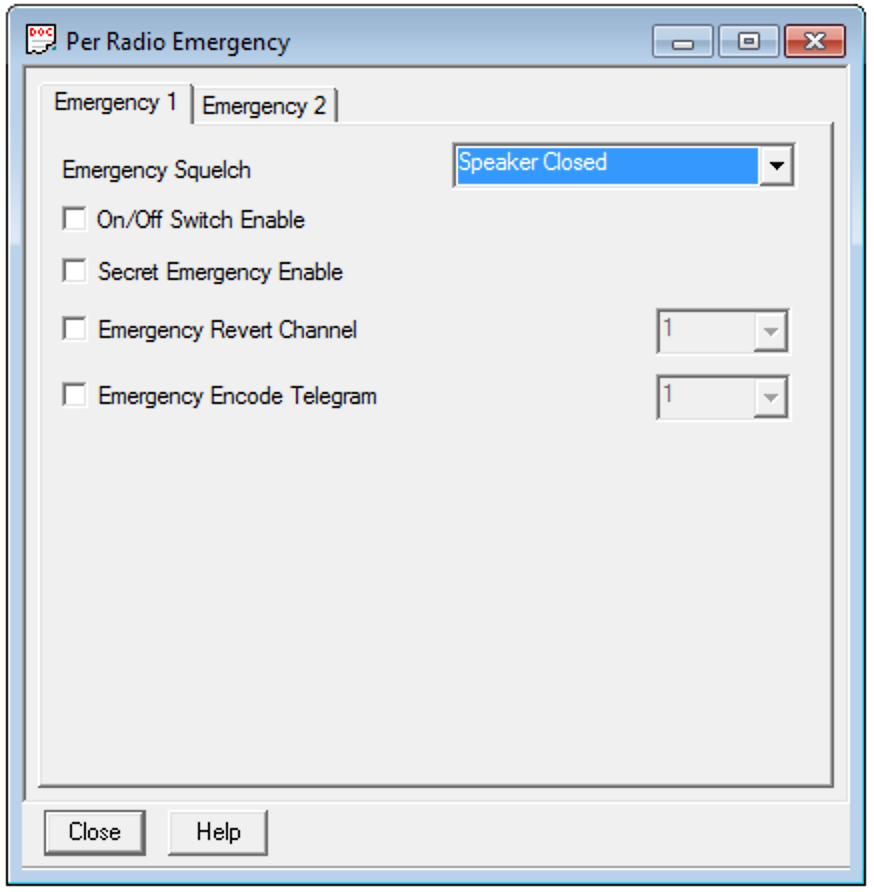 DOC Per Radio Emergency
Emergency 1 Emergency 2
Emergency Squelch Speaker Closed
On/Off Switch Enable
Secret Emergency Enable
Emergency Revert Channel 1
Emergency Encode Telegram 1
Close Help